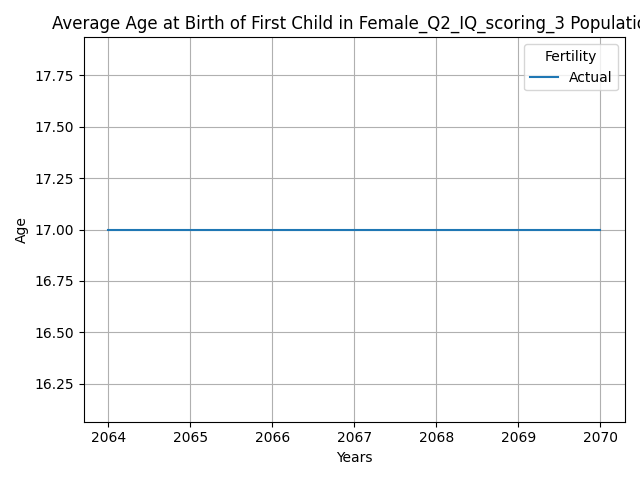 Average Age at Birth of First Child in Female_Q2_IQ_scoring_3
Fertility
Actual
17.75
17.50
17.25
17.00
16.75
16.50
16.25
Age
2064 2065 2066 2067 2068 2069 2070
Years